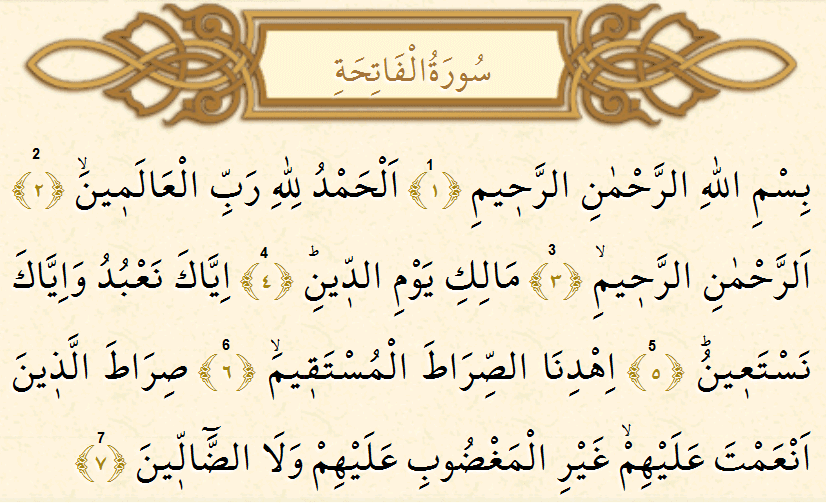 سُورَةُ الْفَاتِحَةِ
بِسْمِ اللهِ الرَّحْمٰنِ الرَّحٖيمِ ﴿١﴾ 1 اَلْحَمْدُ لِلهِ رَبِّ الْعَالَمٖينَۙ ﴿٢﴾ 2
اَلرَّحْمٰنِ الرَّحٖيمِۙ ﴿٣﴾ 3 مَالِكِ يَوْمِ الدّٖينِؕ ﴿٤﴾ 4 اِيَّاكَ نَعْبُدُ وَاِيَّاكَ
نَسْتَعٖينُؕ ﴿٥﴾ 5 اِهْدِنَا الصِّرَاطَ الْمُسْتَقٖيمَۙ ﴿٦﴾ 6 صِرَاطَ الَّذٖينَ
اَنْعَمْتَ عَلَيْهِمْۙ غَيْرِ الْمَغْضُوبِ عَلَيْهِمْ وَلَا الضَّٓالّٖينَ ﴿٧﴾ 7